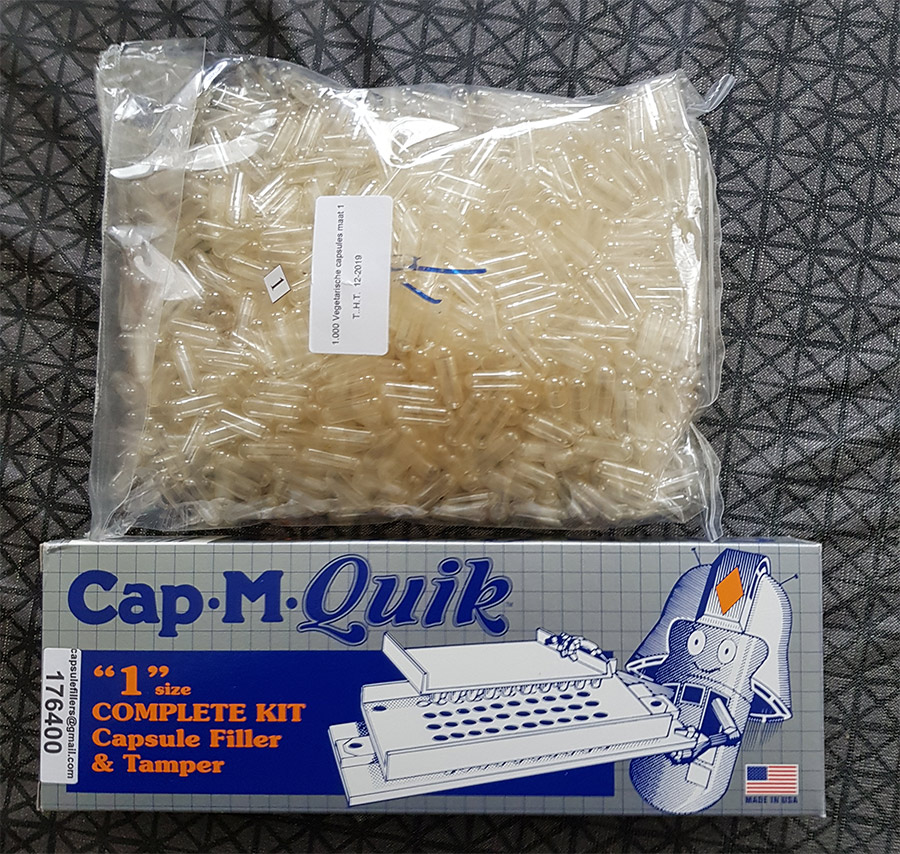 1.000 Vegetarische capsules maat 1
T.H.T. 12-2019
1
Cap·M·Quik
"1" size
COMPLETE KIT
Capsule Filler
& Tamper
capsulefillers@gmail.com
176400
MADE IN USA